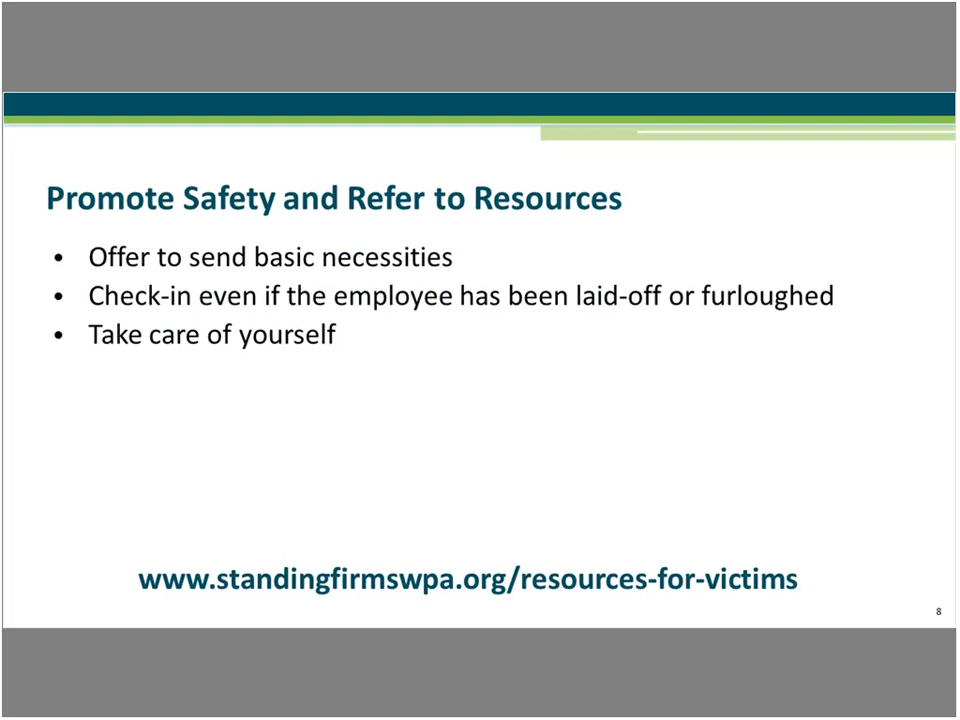 Promote Safety and Refer to Resources
• Offer to send basic necessities
• Check-in even if the employee has been laid-off or furloughed
• Take care of yourself
www.standingfirmswpa.org/resources-for-victims
8